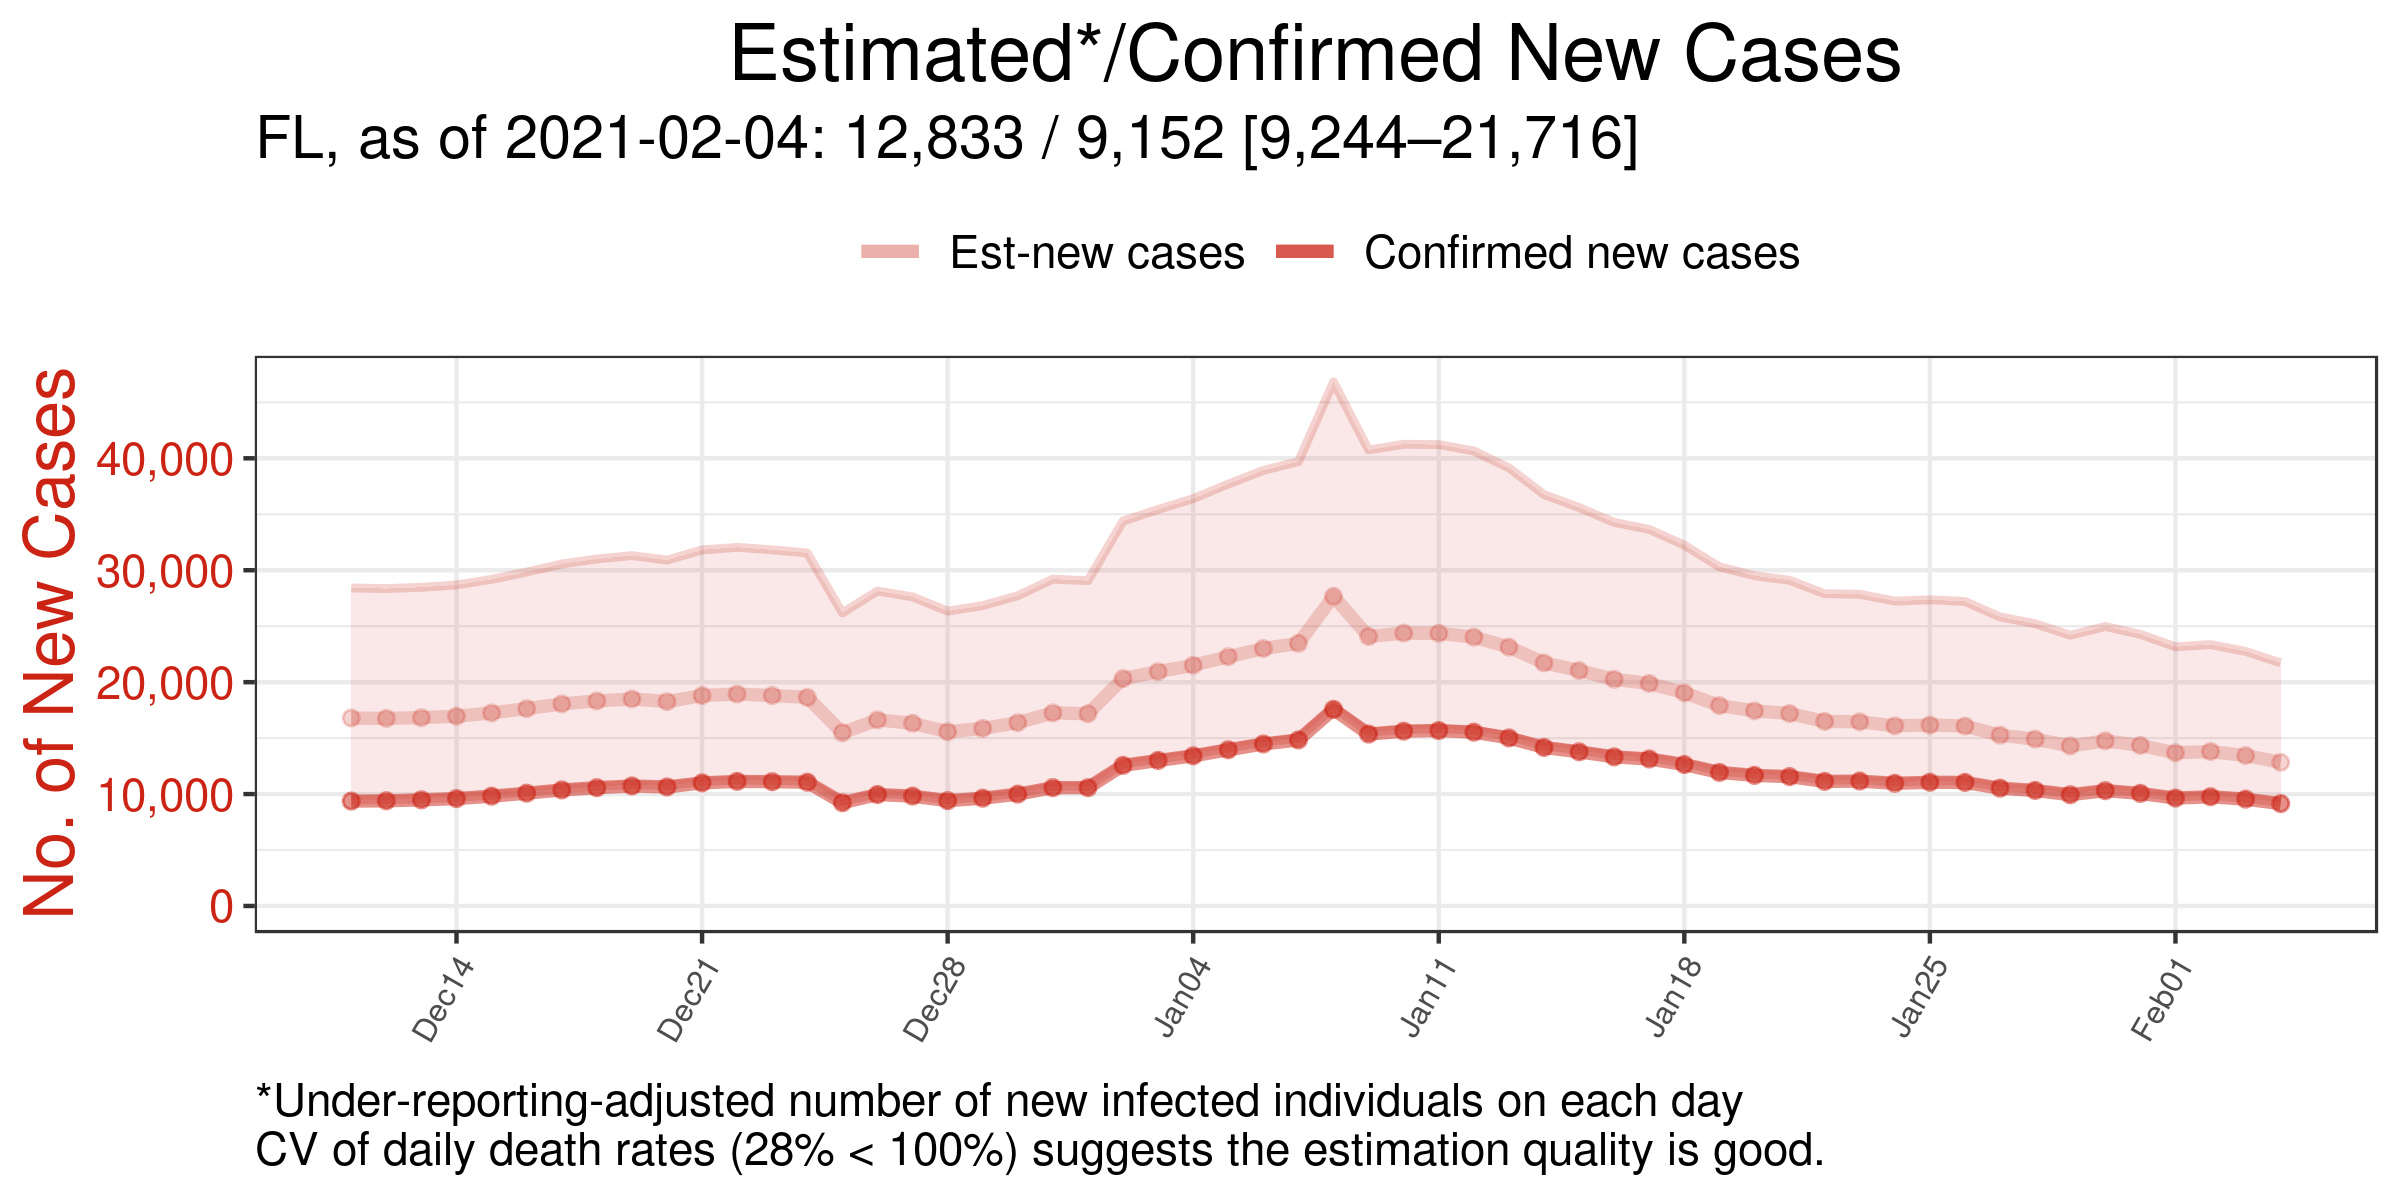 Estimated*/Confirmed New Cases
FL, as of 2021-02-04: 12,833 / 9,152 [9,244–21,716]
Est-new cases
Confirmed new cases
No. of New Cases
40,000
30,000
20,000
10,000
0
Dec14
Dec21
Dec28
Jan04
Jan11
Jan18
Jan25
Feb01
*Under-reporting-adjusted number of new infected individuals on each day
CV of daily death rates (28% < 100%) suggests the estimation quality is good.